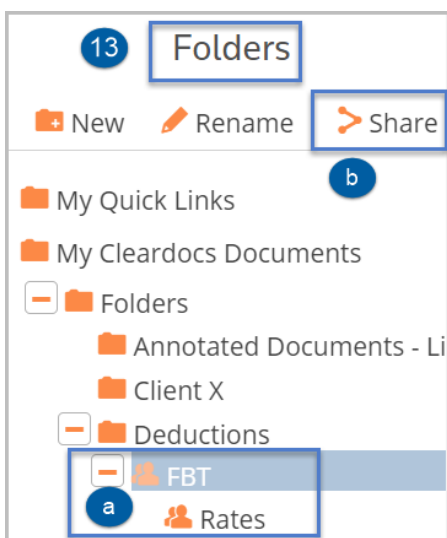 13 Folders
New Rename Share
b
My Quick Links
My Cleardocs Documents
Folders
Annotated Documents - Li
Client X
Deductions
FBT
a
Rates